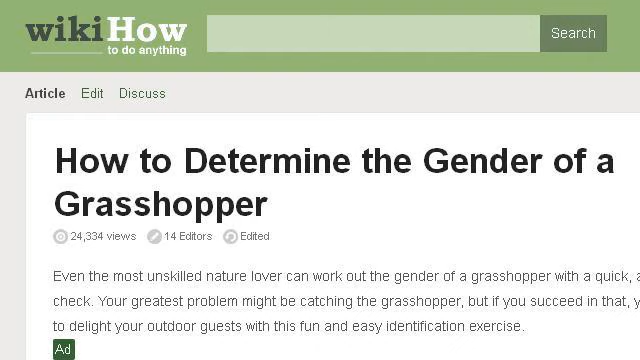 wikiHow
to do anything
Search
Article Edit Discuss
How to Determine the Gender of a
Grasshopper
24,334 views 14 Editors Edited
Even the most unskilled nature lover can work out the gender of a grasshopper with a quick,
check. Your greatest problem might be catching the grasshopper, but if you succeed in that,
to delight your outdoor guests with this fun and easy identification exercise.
Ad